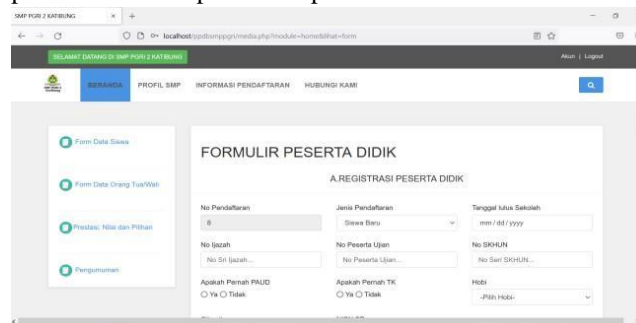 SMP PGRI 2 KATIBUNG
localhost/ppdbsmppgri/media.php?module=home&lihat=form
SELAMAT DATANG DI SMP PGRI 2 KATIBUNG
Akun | Logout
BERANDA PROFIL SMP INFORMASI PENDAFTARAN HUBUNGI KAMI
Form Data Siswa
Form Data Orang Tua/Wali
Prestasi, Nilai dan Pilihan
Pengumuman
FORMULIR PESERTA DIDIK
A.REGISTRASI PESERTA DIDIK
No Pendaftaran Jenis Pendaftaran Tanggal lulus Sekolah
8 Siswa Baru mm/dd/yyyy
No Ijazah No Peserta Ujian No SKHUN
No Sri Ijazah... No Peserta Ujian... No Seri SKHUN...
Apakah Pernah PAUD Apakah Pernah TK Hobi
Ya Tidak Ya Tidak -Pilih Hobi-